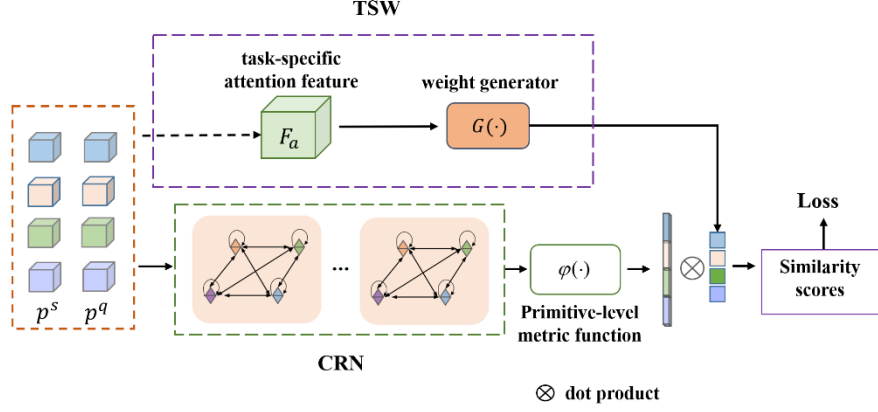 TSW
task-specific
attention feature
weight generator
F_a
G(·)
p^s
p^q
...
CRN
φ(·)
Primitive-level
metric function
Loss
Similarity
scores
⊗ dot product